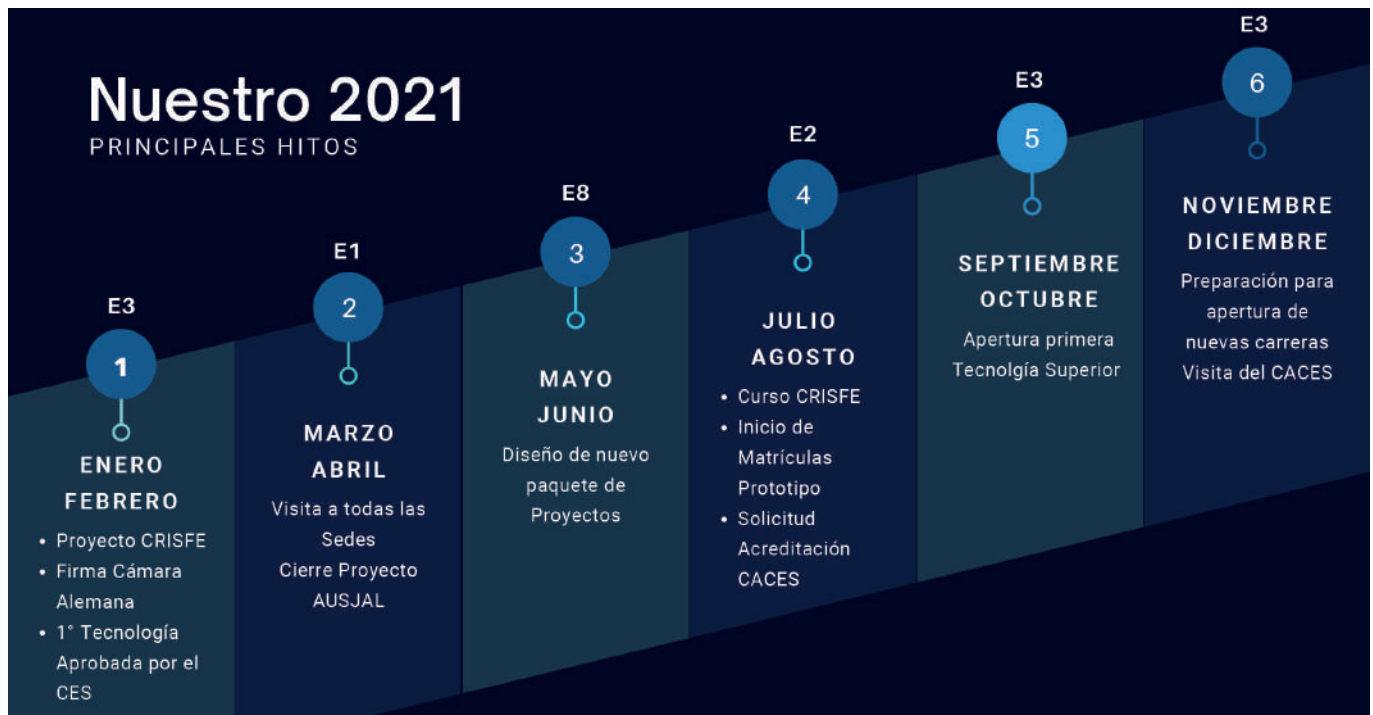 Nuestro 2021
PRINCIPALES HITOS
E3
1
ENERO
FEBRERO
• Proyecto CRISFE
• Firma Cámara
Alemana
• 1° Tecnología
Aprobada por el
CES
E1
2
MARZO
ABRIL
Visita a todas las
Sedes
Cierre Proyecto
AUSJAL
E8
3
MAYO
JUNIO
Diseño de nuevo
paquete de
Proyectos
E2
4
JULIO
AGOSTO
• Curso CRISFE
• Inicio de
Matrículas
Prototipo
• Solicitud
Acreditación
CACES
E3
5
SEPTIEMBRE
OCTUBRE
Apertura primera
Tecnolgía Superior
E3
6
NOVIEMBRE
DICIEMBRE
Preparación para
apertura de
nuevas carreras
Visita del CACES